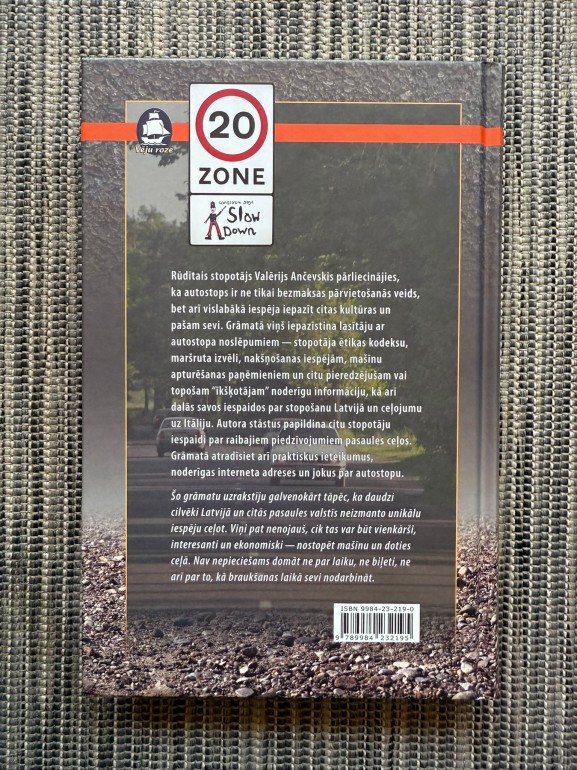 20
ZONE
Vēju roze
Slow
Down
Rūdītais stopotājs Valērijs Ančevskis pārliecinājies,
ka autostops ir ne tikai bezmaksas pārvietošanās veids,
bet arī vislabākā iespēja iepazīt citas kultūras un
pašam sevi. Grāmatā viņš iepazīstina lasītāju ar
autostopa noslēpumiem — stopotāja ētikas kodeksu,
maršruta izvēli, nakšņošanas iespējām, mašīnu
apturēšanas paņēmieniem un citu pieredzējušam vai
topošam "īkšķotājam" noderīgu informāciju, kā arī
dalās savos iespaidos par stopošanu Latvijā un ceļojumu
uz Itāliju. Autora stāstus papildina citu stopotāju
iespaidi par raibajiem piedzīvojumiem pasaules ceļos.
Grāmatā atradīsiet arī praktiskus ieteikumus,
noderīgas interneta adreses un jokus par autostopu.
Šo grāmatu uzrakstīju galvenokārt tāpēc, ka daudzi
cilvēki Latvijā un citās pasaules valstīs neizmanto unikālu
iespēju ceļot. Viņi pat nenojauš, cik tas var būt vienkārši,
interesanti un ekonomiski — nostopēt mašīnu un doties
ceļā. Nav nepieciešams domāt ne par laiku, ne biļeti, ne
arī par to, kā braukšanas laikā sevi nodarbināt.
ISBN 9984-23-219-0
9 789984 232195